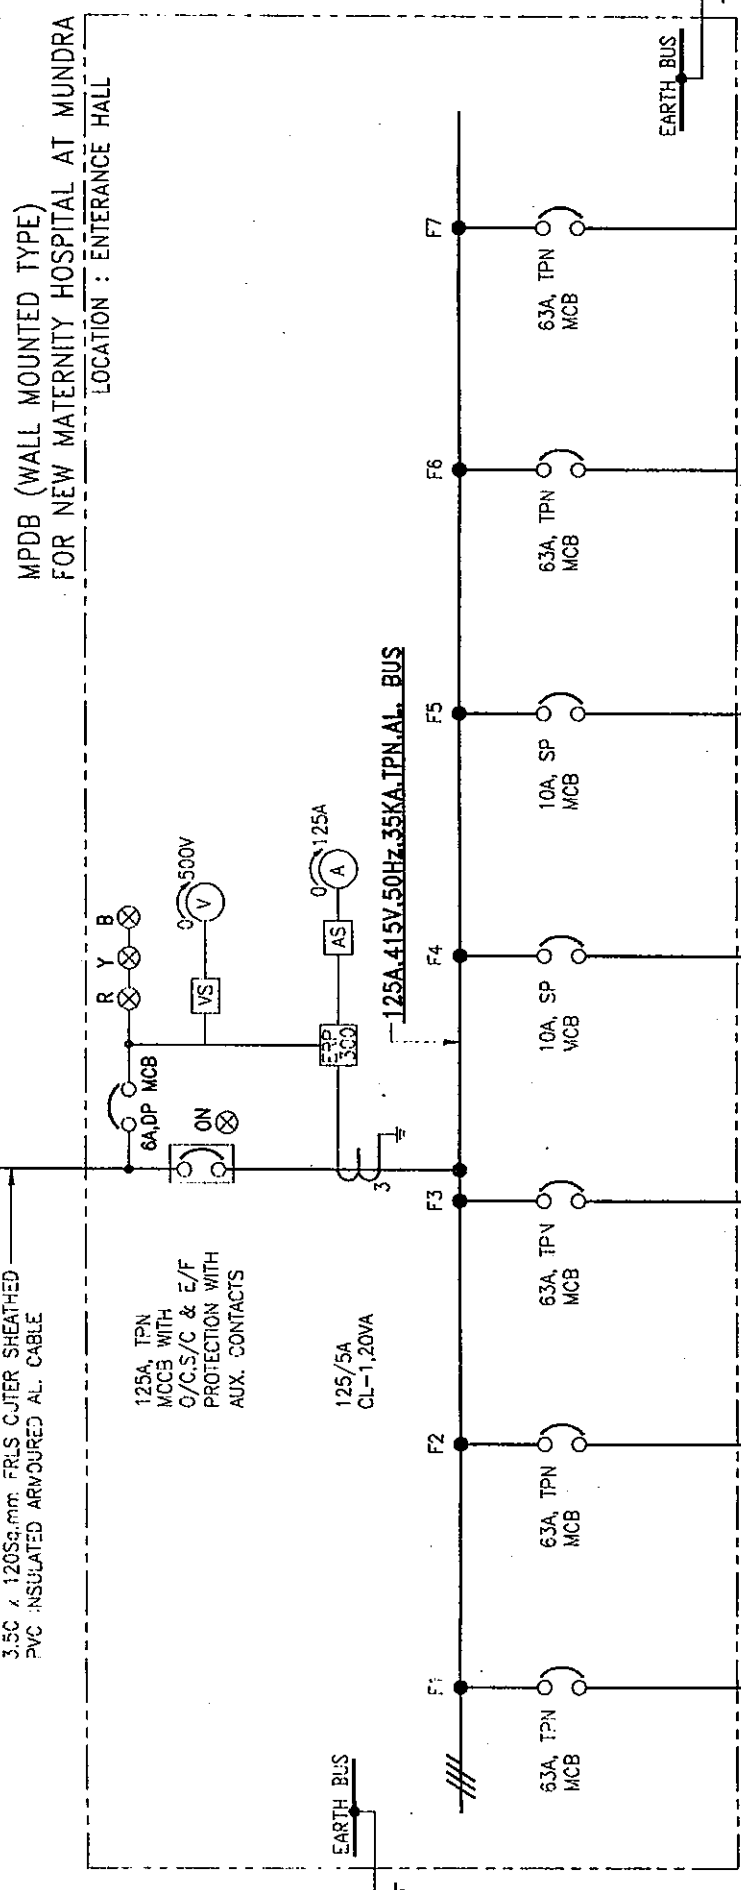 MPDB (WALL MOUNTED TYPE)
FOR NEW MATERNITY HOSPITAL AT MUNDRA
LOCATION : ENTERANCE HALL
3.5C x 120Sq.mm FRLS OUTER SHEATHED
PVC INSULATED ARMOURED AL. CABLE
R Y B
6A,DP MCB
ON
VS
V
0 500V
125A, TPN
MCCB WITH
O/C,S/C & E/F
PROTECTION WITH
AUX. CONTACTS
ERP
300
AS
A
0 125A
125/5A
CL-1,20VA
3
125A,415V,50Hz,35KA,TPN,AL. BUS
EARTH BUS
EARTH BUS
F1
F2
F3
F4
F5
F6
F7
63A, TPN
MCB
63A, TPN
MCB
63A, TPN
MCB
10A, SP
MCB
10A, SP
MCB
63A, TPN
MCB
63A, TPN
MCB